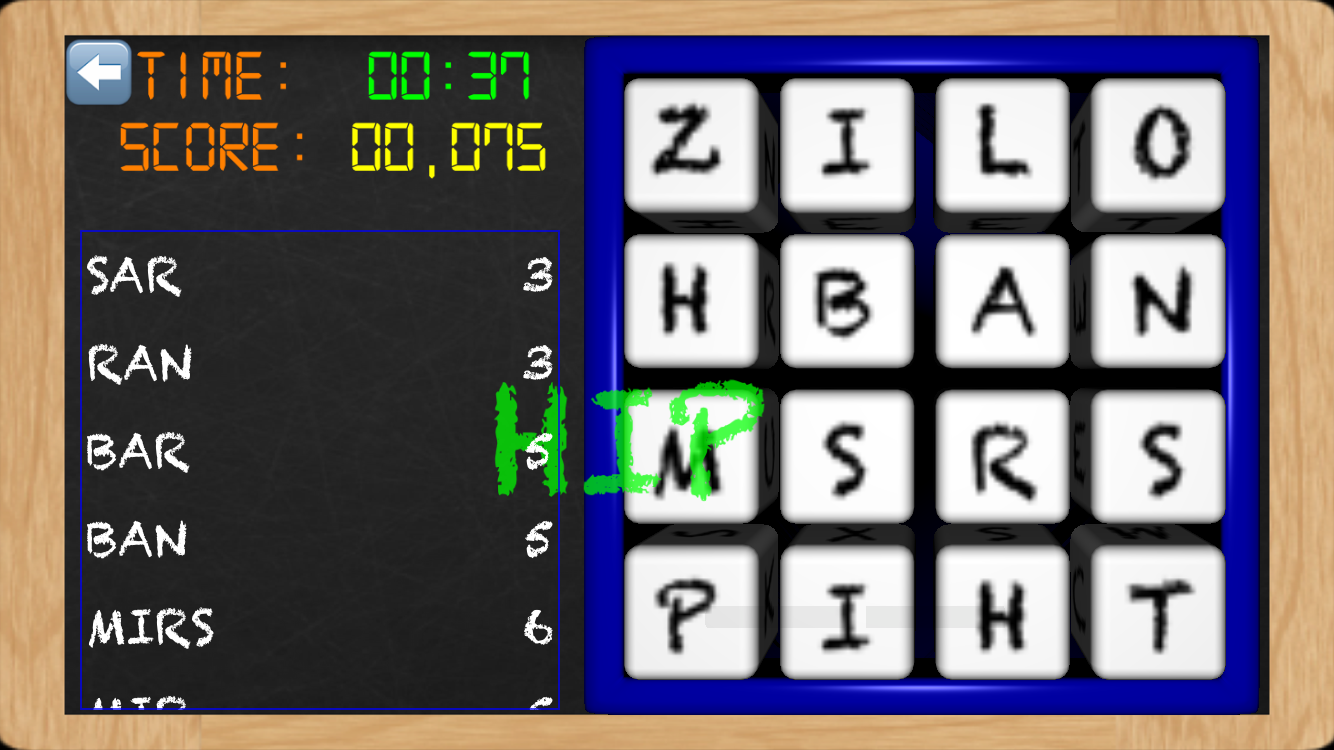 TIME: 00:37
SCORE: 00,075
SAR 3
RAN 3
BAR 5
BAN 5
MIRS 6
HIP
Z I L O
H B A N
M S R S
P I H T